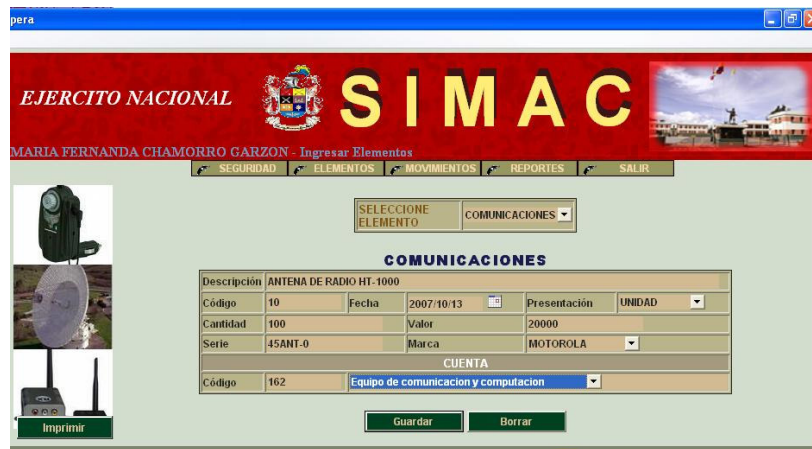 pera
EJERCITO NACIONAL
SIMAC
MARIA FERNANDA CHAMORRO GARZON - Ingresar Elementos
SEGURIDAD ELEMENTOS MOVIMIENTOS REPORTES SALIR
SELECCIONE ELEMENTO COMUNICACIONES
COMUNICACIONES
Descripción ANTENA DE RADIO HT-1000
Código 10 Fecha 2007/10/13 Presentación UNIDAD
Cantidad 100 Valor 20000
Serie 45ANT-0 Marca MOTOROLA
CUENTA
Código 162 Equipo de comunicacion y computacion
Imprimir Guardar Borrar